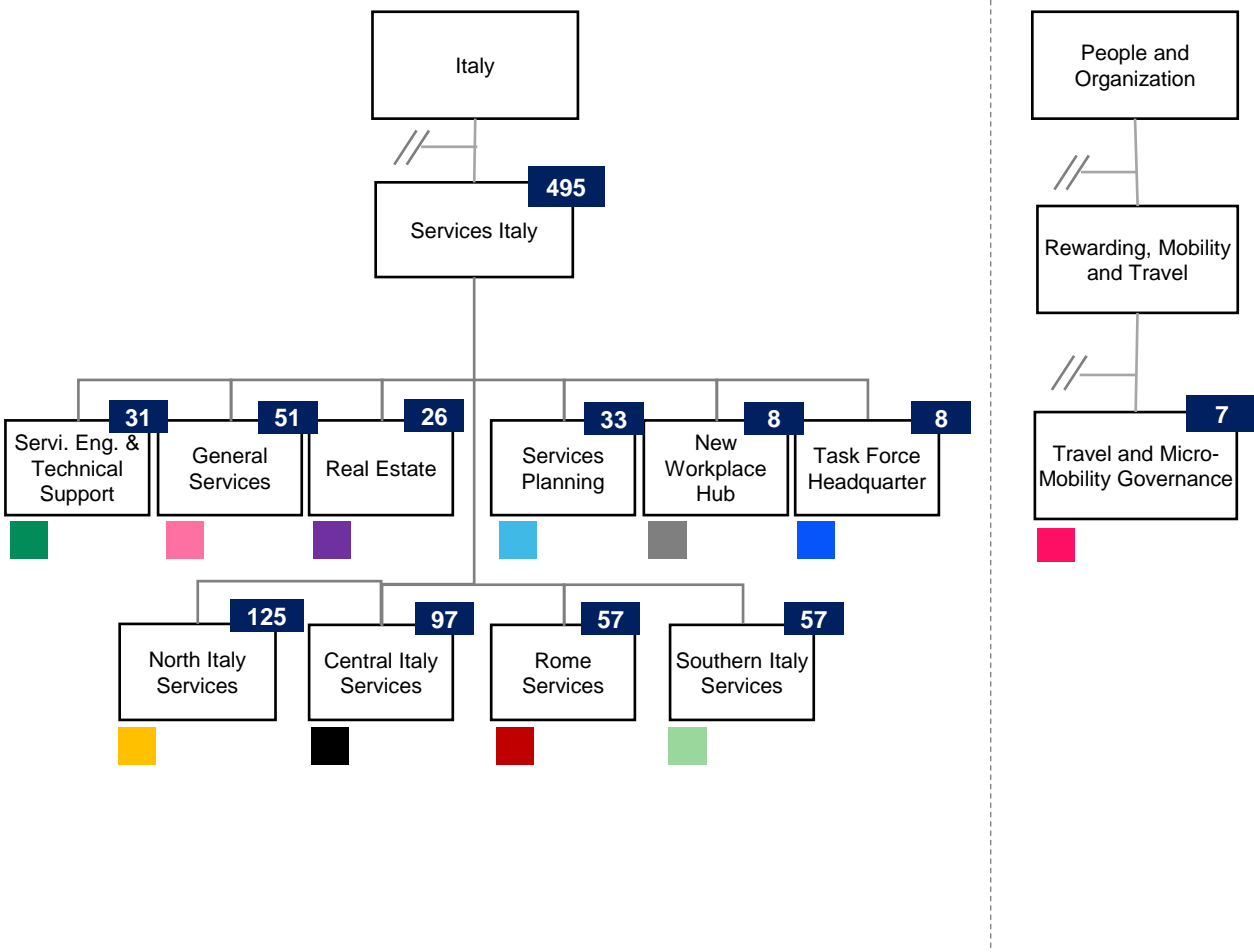 Italy
495
Services Italy
31
Servi. Eng. &
Technical
Support
51
General
Services
26
Real Estate
33
Services
Planning
8
New
Workplace
Hub
8
Task Force
Headquarter
125
North Italy
Services
97
Central Italy
Services
57
Rome
Services
57
Southern Italy
Services
People and
Organization
Rewarding, Mobility
and Travel
7
Travel and Micro-
Mobility Governance